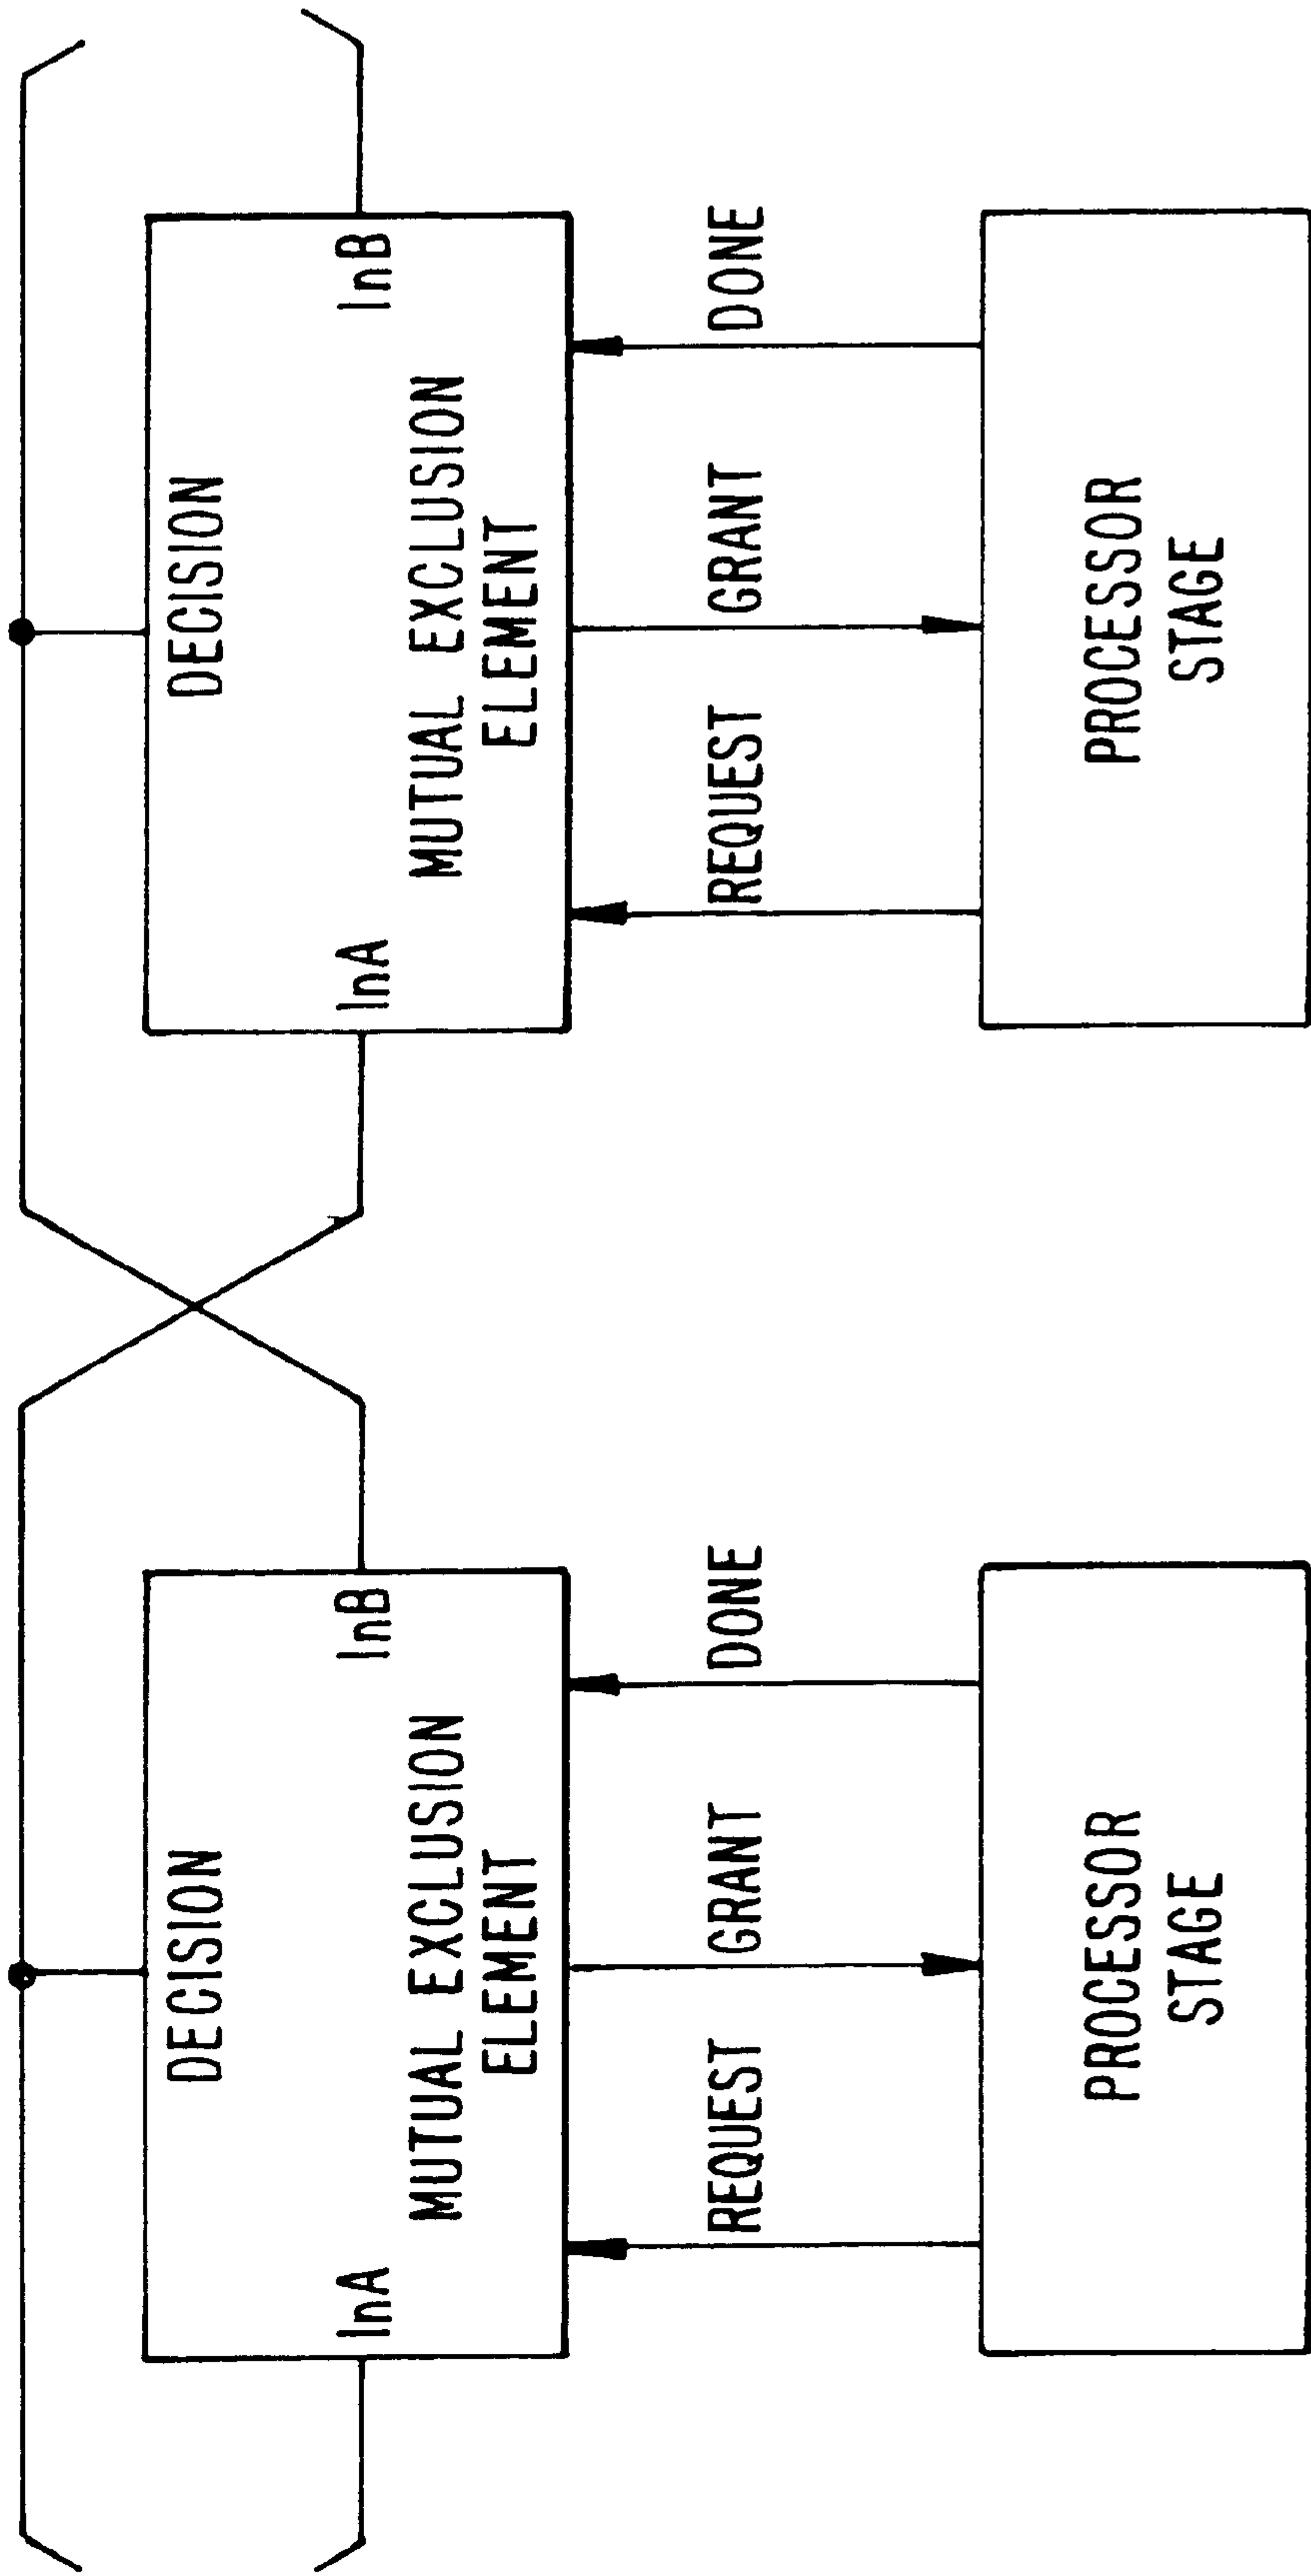 DECISION
InA
InB
MUTUAL EXCLUSION
ELEMENT
REQUEST
GRANT
DONE
PROCESSOR
STAGE
DECISION
InA
InB
MUTUAL EXCLUSION
ELEMENT
REQUEST
GRANT
DONE
PROCESSOR
STAGE